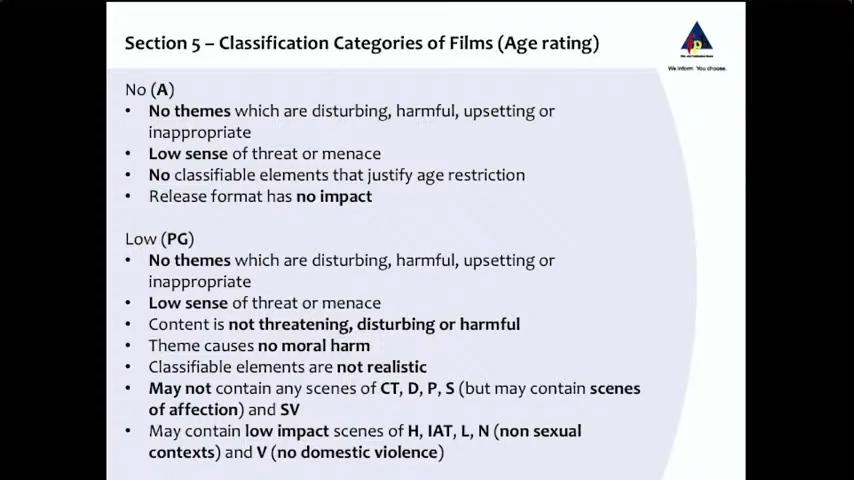 Section 5 – Classification Categories of Films (Age rating)
We inform. You choose.
No (A)
• No themes which are disturbing, harmful, upsetting or
inappropriate
• Low sense of threat or menace
• No classifiable elements that justify age restriction
• Release format has no impact
Low (PG)
• No themes which are disturbing, harmful, upsetting or
inappropriate
• Low sense of threat or menace
• Content is not threatening, disturbing or harmful
• Theme causes no moral harm
• Classifiable elements are not realistic
• May not contain any scenes of CT, D, P, S (but may contain scenes
of affection) and SV
• May contain low impact scenes of H, IAT, L, N (non sexual
contexts) and V (no domestic violence)